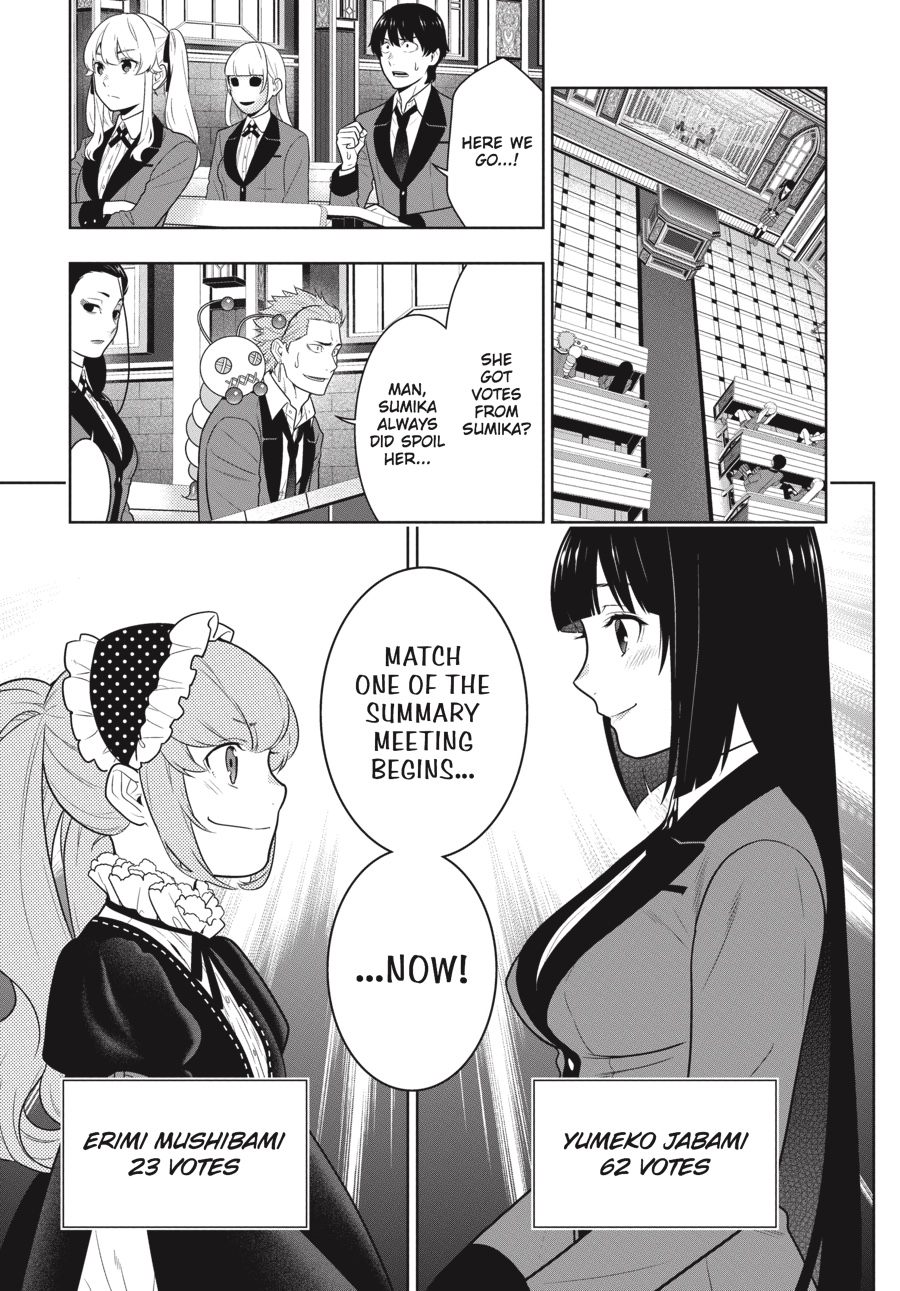 HERE WE
GO...!
SHE
GOT
VOTES
FROM
SUMIKA?
MAN,
SUMIKA
ALWAYS
DID SPOIL
HER...
MATCH
ONE OF THE
SUMMARY
MEETING
BEGINS...
...NOW!
YUMEKO JABAMI
62 VOTES
ERIMI MUSHIBAMI
23 VOTES